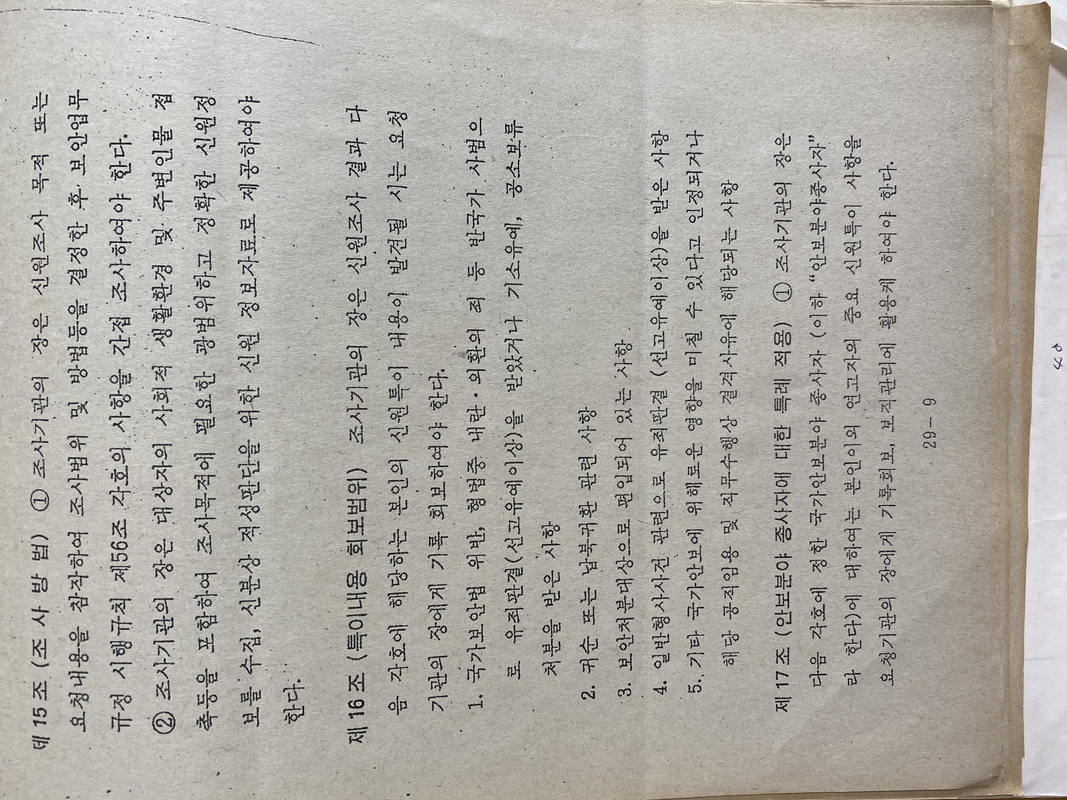 제 15 조 (조 사 방 법) ① 조사기관의 장은 신원조사 목적 또는
요청내용을 참작하여 조사범위 및 방법등을 결정한 후 보안업무
규정 시행규칙 제56조 각호의 사항을 간접 조사하여야 한다.
② 조사기관의 장은 대상자의 사회적 생활환경 및 주변인물 접
촉등을 포함하여 조사목적에 필요한 광범위하고 정확한 신원정
보를 수집, 신분상 적성판단을 위한 신원 정보자료로 제공하여야
한다.
제 16 조 (특이내용 회보범위) 조사기관의 장은 신원조사 결과 다
음 각호에 해당하는 본인의 신원특이 내용이 발견될 시는 요청
기관의 장에게 기록 회보하여야 한다.
1. 국가보안법 위반, 형법중 내란·외환의 죄 등 반국가 사범으
로 유죄판결(선고유예이상)을 받았거나 기소유예, 공소보류
처분을 받은 사항
2. 귀순 또는 납북귀환 관련 사항
3. 보안처분대상으로 편입되어 있는 사항
4. 일반형사사건 관련으로 유죄판결 (선고유예이상)을 받은 사항
5. 기타 국가안보에 위해로운 영향을 미칠 수 있다고 인정되거나
해당 공직임용 및 직무수행상 결격사유에 해당되는 사항
제 17 조 (안보분야 종사자에 대한 특례 적용) ① 조사기관의 장은
다음 각호에 정한 국가안보분야 종사자 (이하 “안보분야종사자”
라 한다)에 대하여는 본인이외 연고자의 중요 신원특이 사항을
요청기관의 장에게 기록회보, 보직관리에 활용케 하여야 한다.
29 - 9